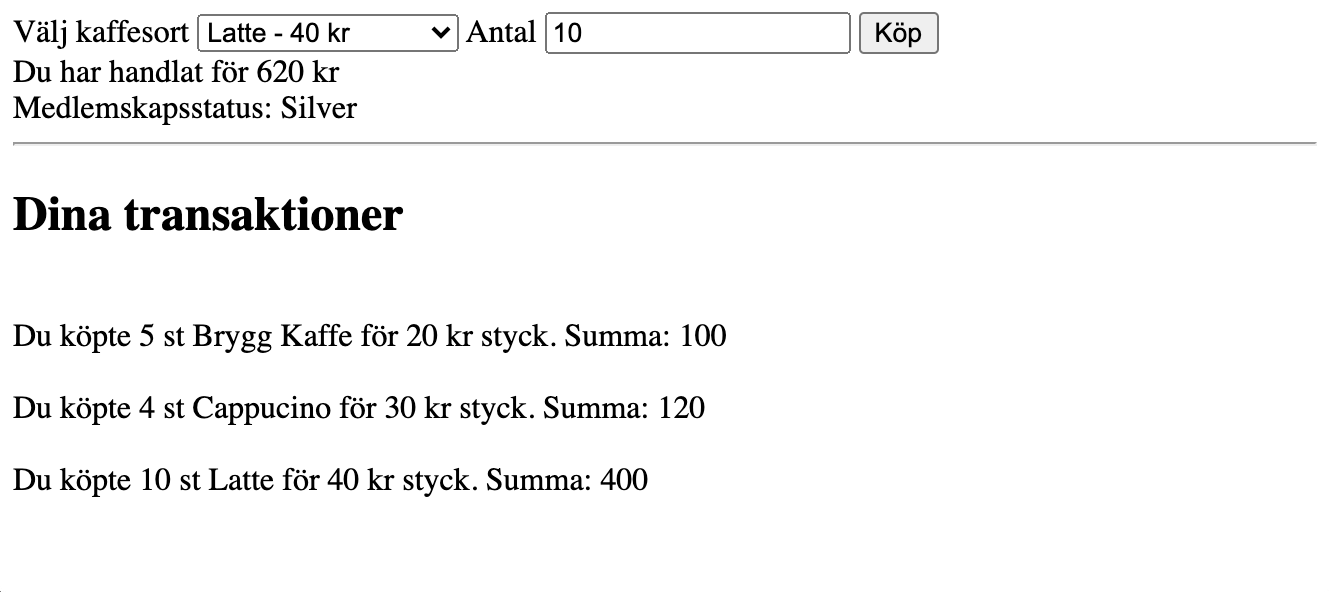 Välj kaffesort Latte - 40 kr Antal 10 Köp
Du har handlat för 620 kr
Medlemskapsstatus: Silver
Dina transaktioner
Du köpte 5 st Brygg Kaffe för 20 kr styck. Summa: 100
Du köpte 4 st Cappucino för 30 kr styck. Summa: 120
Du köpte 10 st Latte för 40 kr styck. Summa: 400